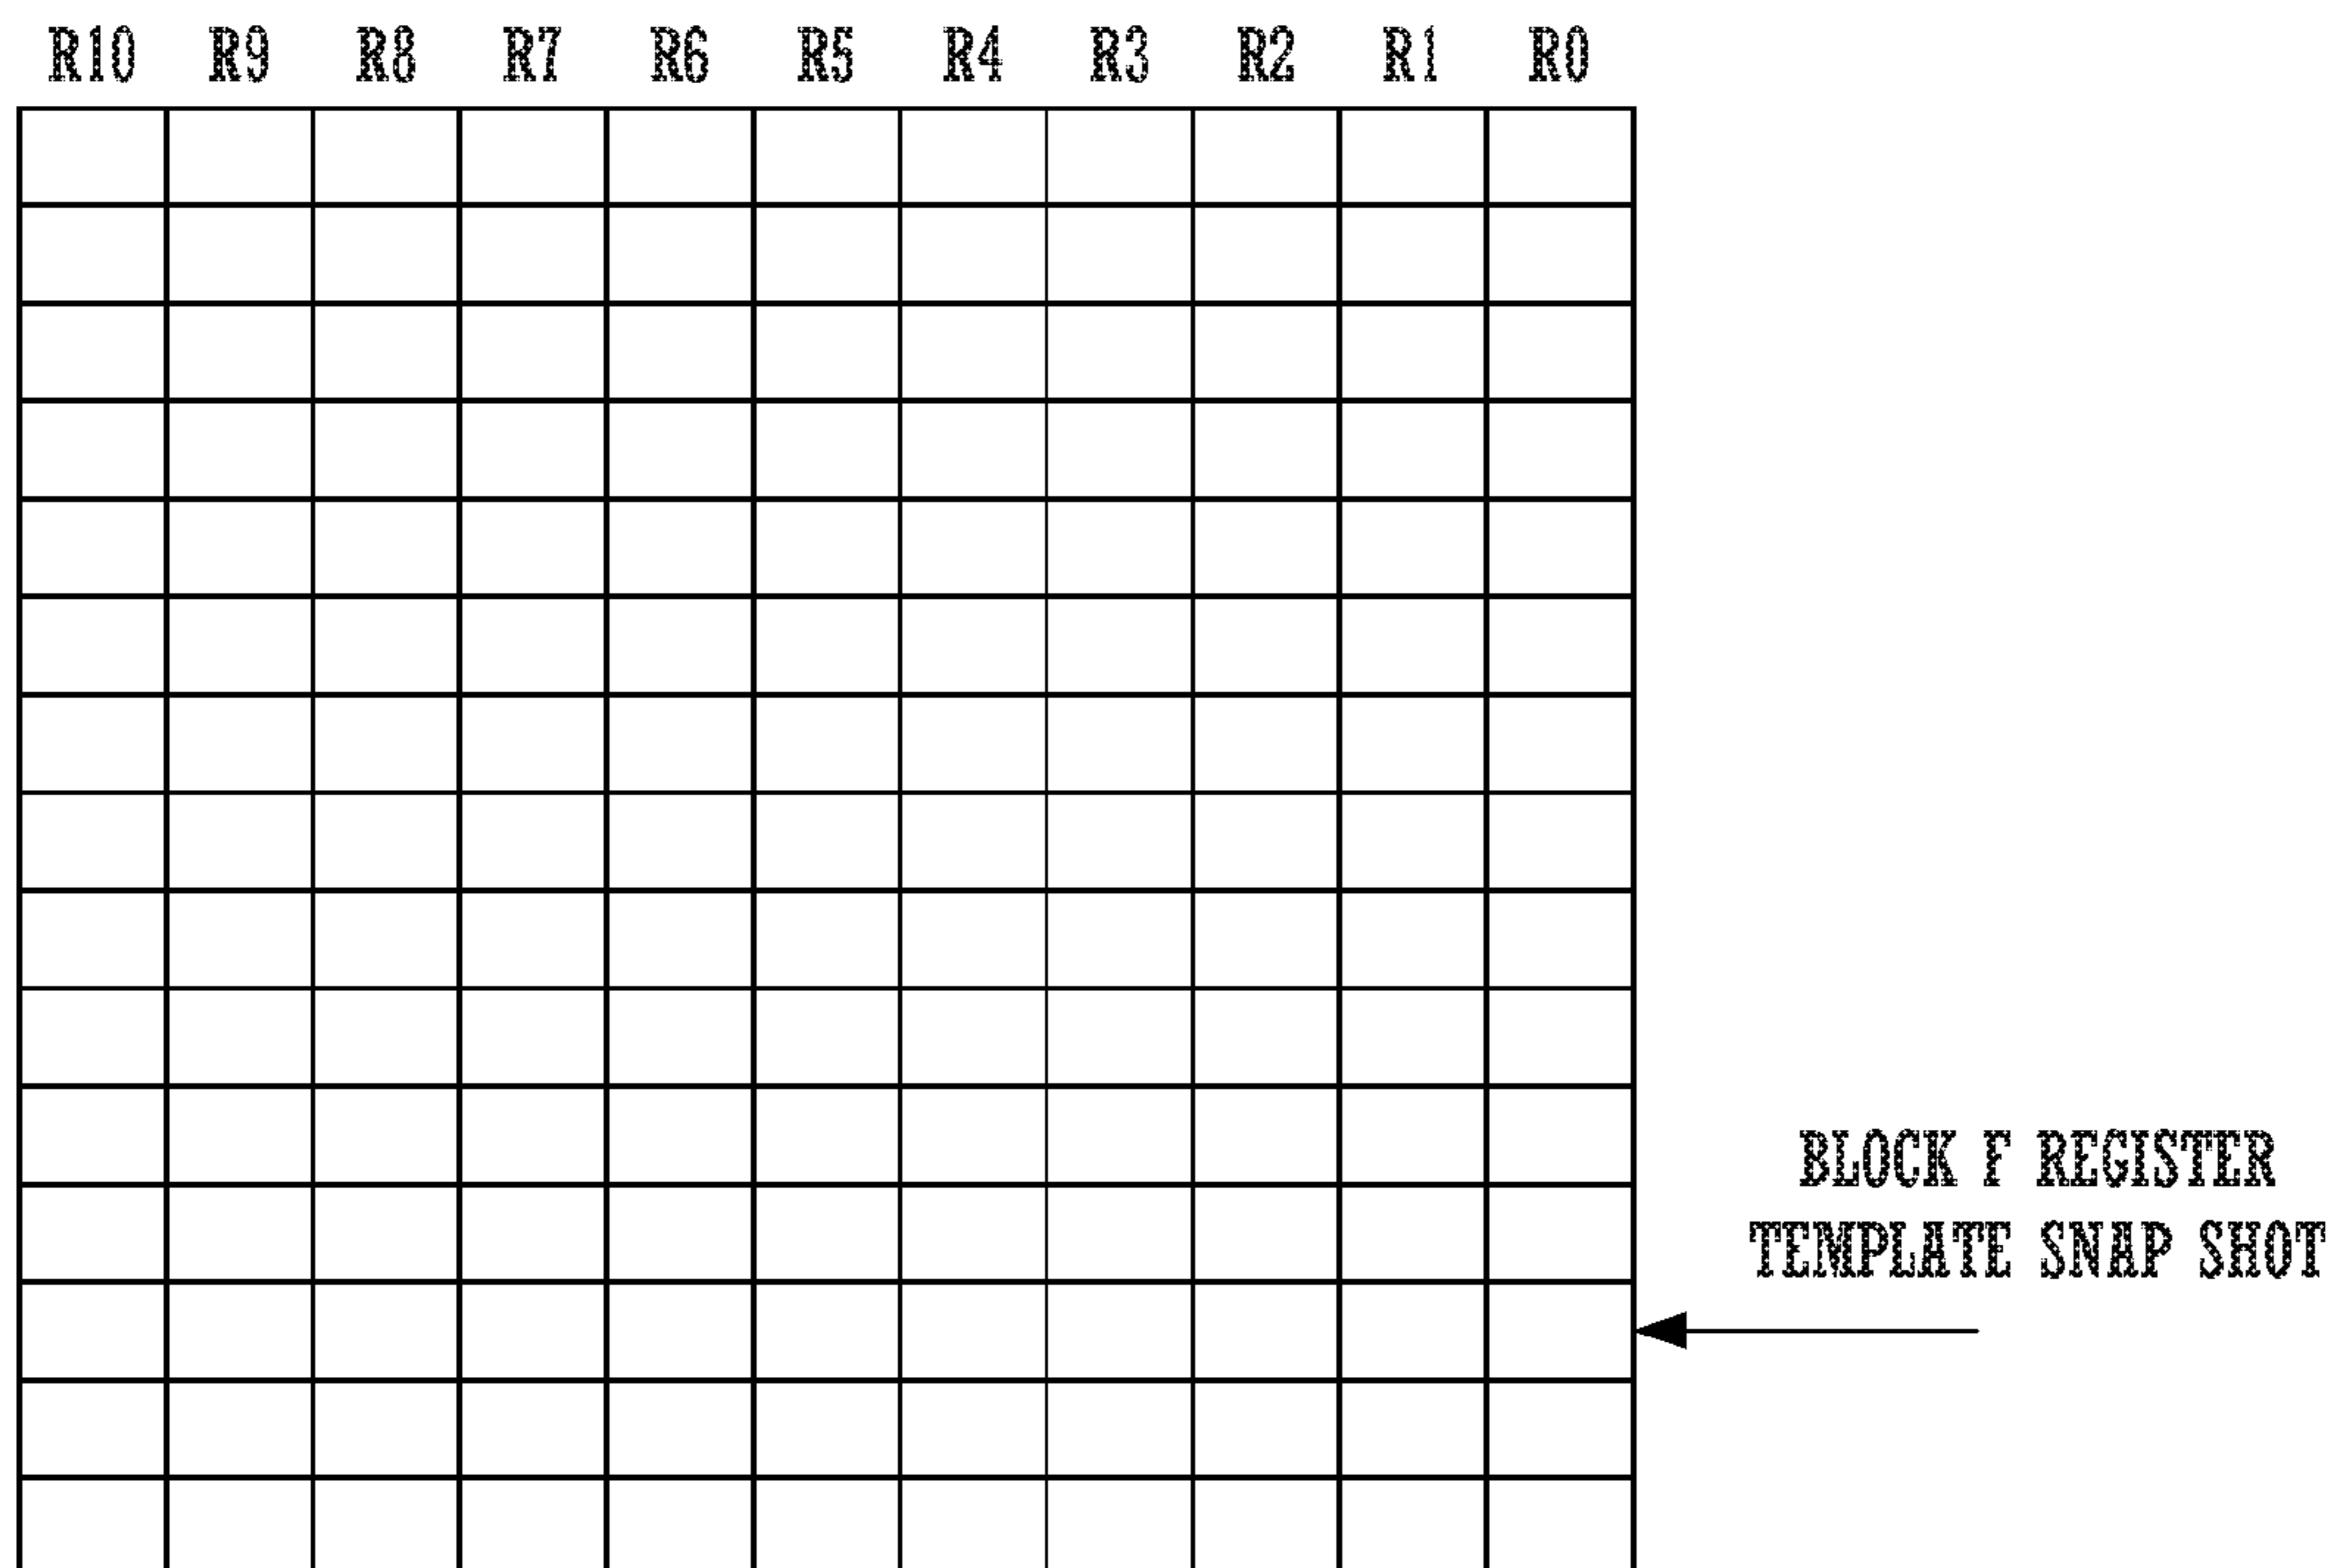 R10 R9 R8 R7 R6 R5 R4 R3 R2 R1 R0
BLOCK F REGISTER
TEMPLATE SNAP SHOT